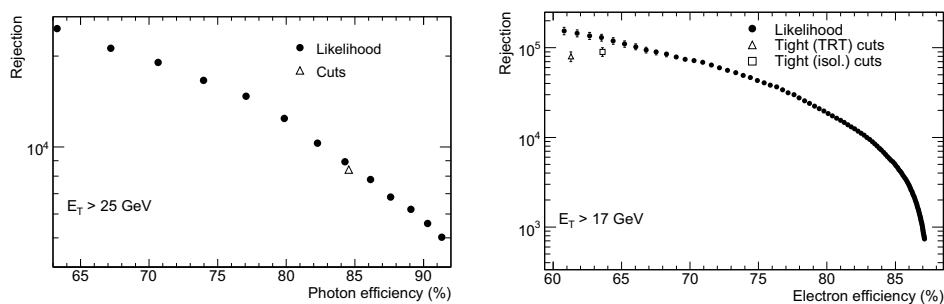 Rejection
Likelihood
Cuts
10^4
E_T > 25 GeV
65 70 75 80 85 90
Photon efficiency (%)
Rejection
Likelihood
Tight (TRT) cuts
Tight (isol.) cuts
10^5
10^4
10^3
E_T > 17 GeV
60 65 70 75 80 85
Electron efficiency (%)